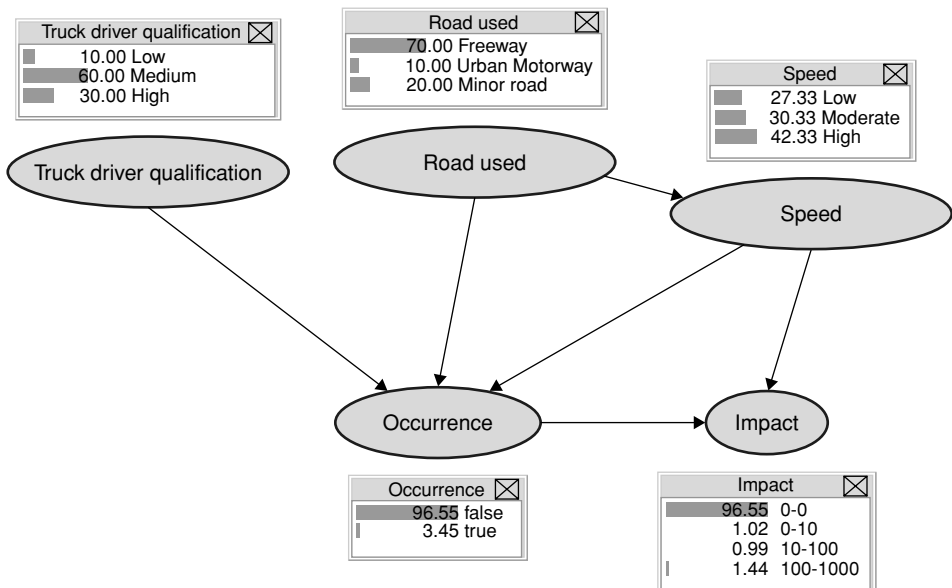 Truck driver qualification
10.00 Low
60.00 Medium
30.00 High
Road used
70.00 Freeway
10.00 Urban Motorway
20.00 Minor road
Speed
27.33 Low
30.33 Moderate
42.33 High
Truck driver qualification
Road used
Speed
Occurrence
Impact
Occurrence
96.55 false
3.45 true
Impact
96.55 0-0
1.02 0-10
0.99 10-100
1.44 100-1000